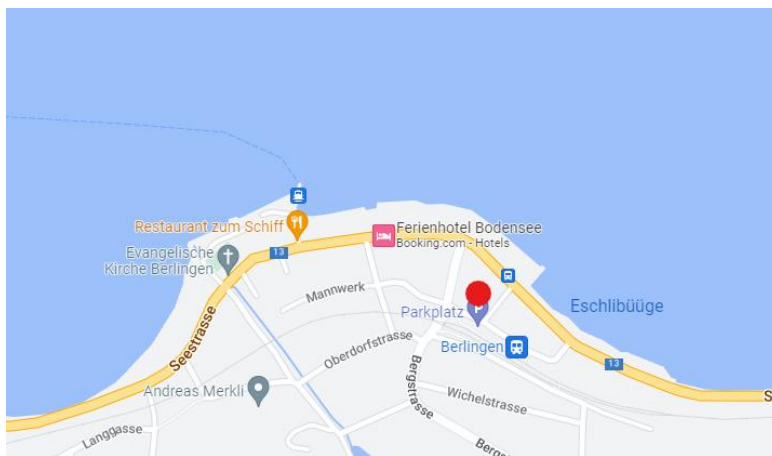 Restaurant zum Schiff
Ferienhotel Bodensee
Booking.com - Hotels
Evangelische
Kirche Berlingen
13
Mannwerk
Parkplatz
P
Eschlibüüge
Seestrasse
Oberdorfstrasse
Berlingen
13
Andreas Merkli
Bergstrasse
Wichelstrasse
Langgasse
Bergs
S